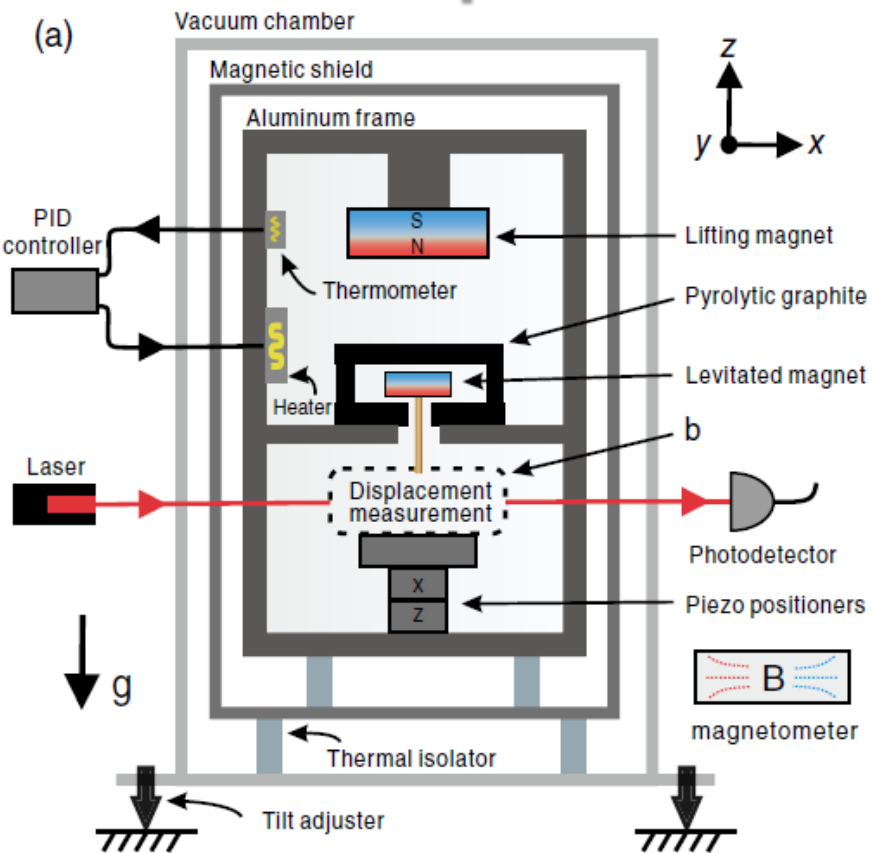 (a)
Vacuum chamber
Magnetic shield
Aluminum frame
z
y
x
PID
controller
S
N
Lifting magnet
Thermometer
Pyrolytic graphite
Levitated magnet
Heater
b
Laser
Displacement
measurement
Photodetector
X
Z
Piezo positioners
g
B
magnetometer
Thermal isolator
Tilt adjuster